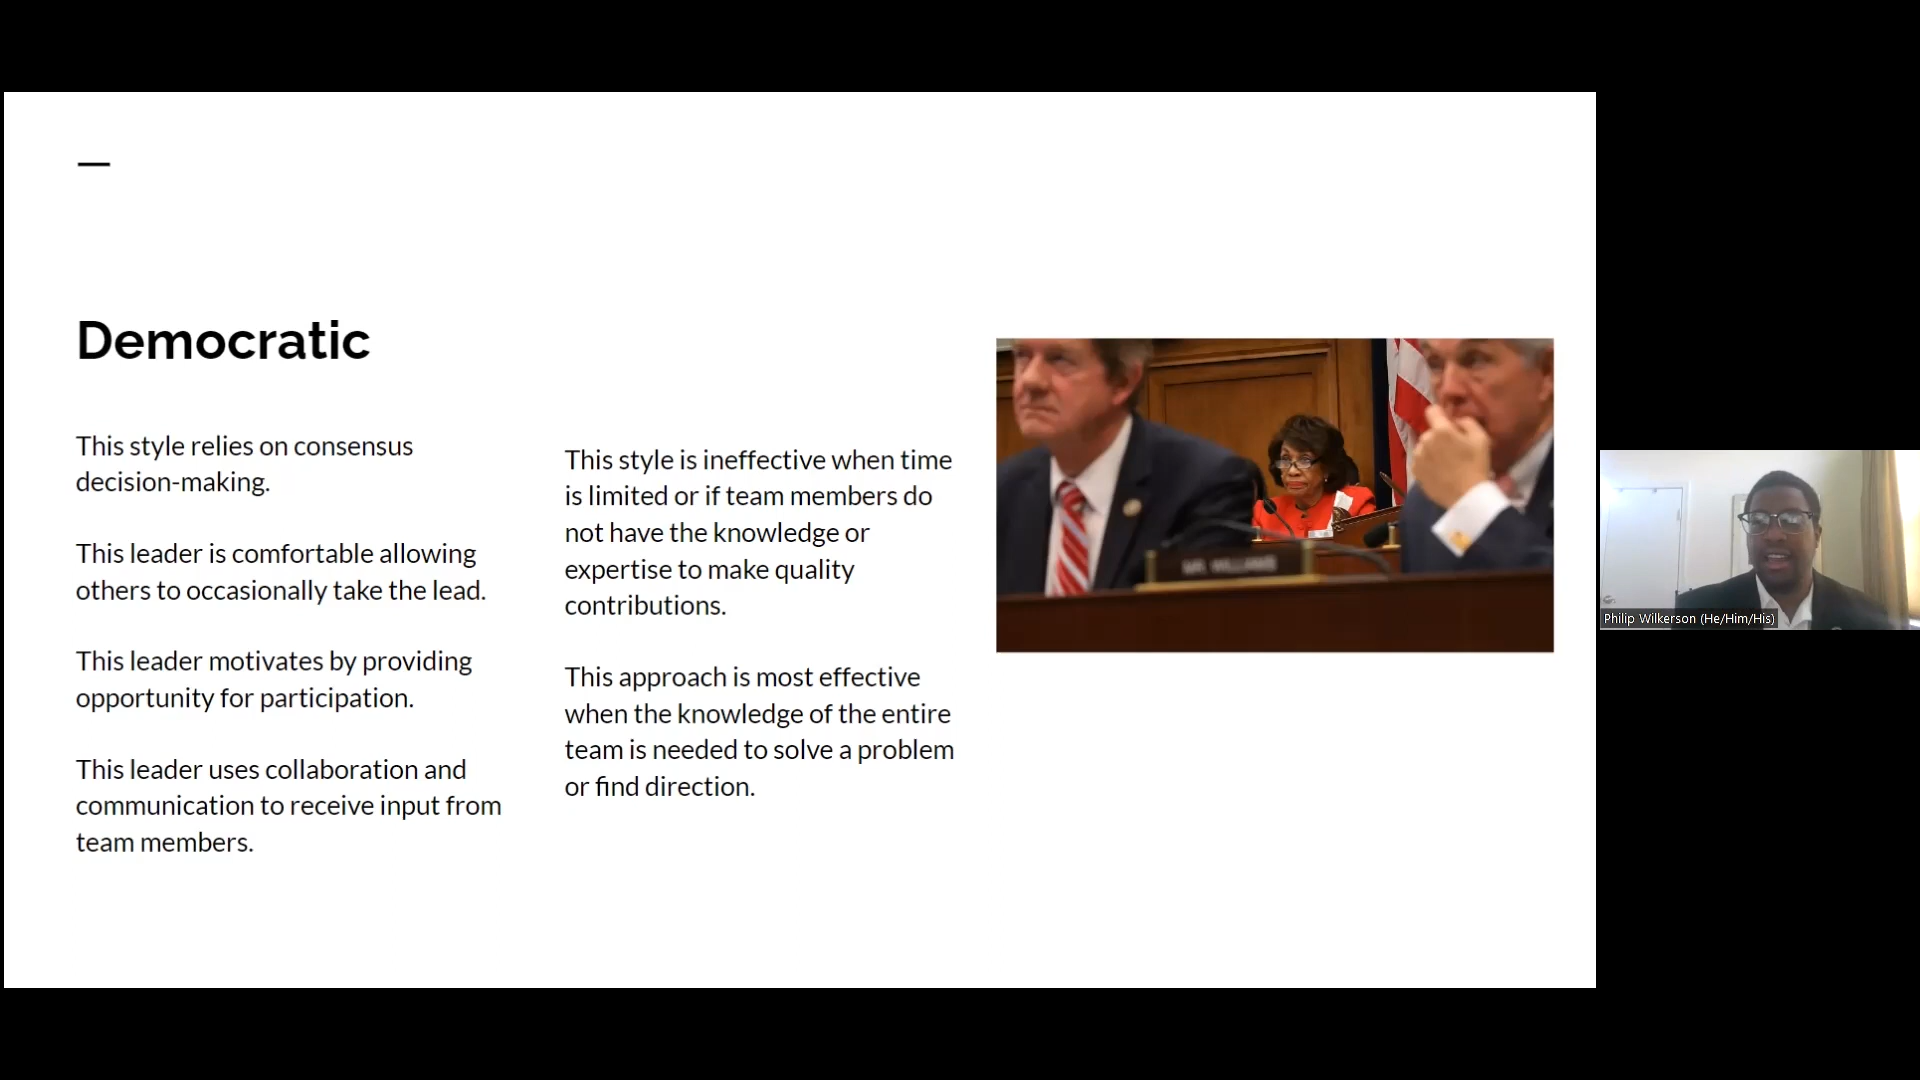 Democratic
This style relies on consensus
decision-making.
This leader is comfortable allowing
others to occasionally take the lead.
This leader motivates by providing
opportunity for participation.
This leader uses collaboration and
communication to receive input from
team members.
This style is ineffective when time
is limited or if team members do
not have the knowledge or
expertise to make quality
contributions.
This approach is most effective
when the knowledge of the entire
team is needed to solve a problem
or find direction.
MR. WILLIAMS
Philip Wilkerson (He/Him/His)